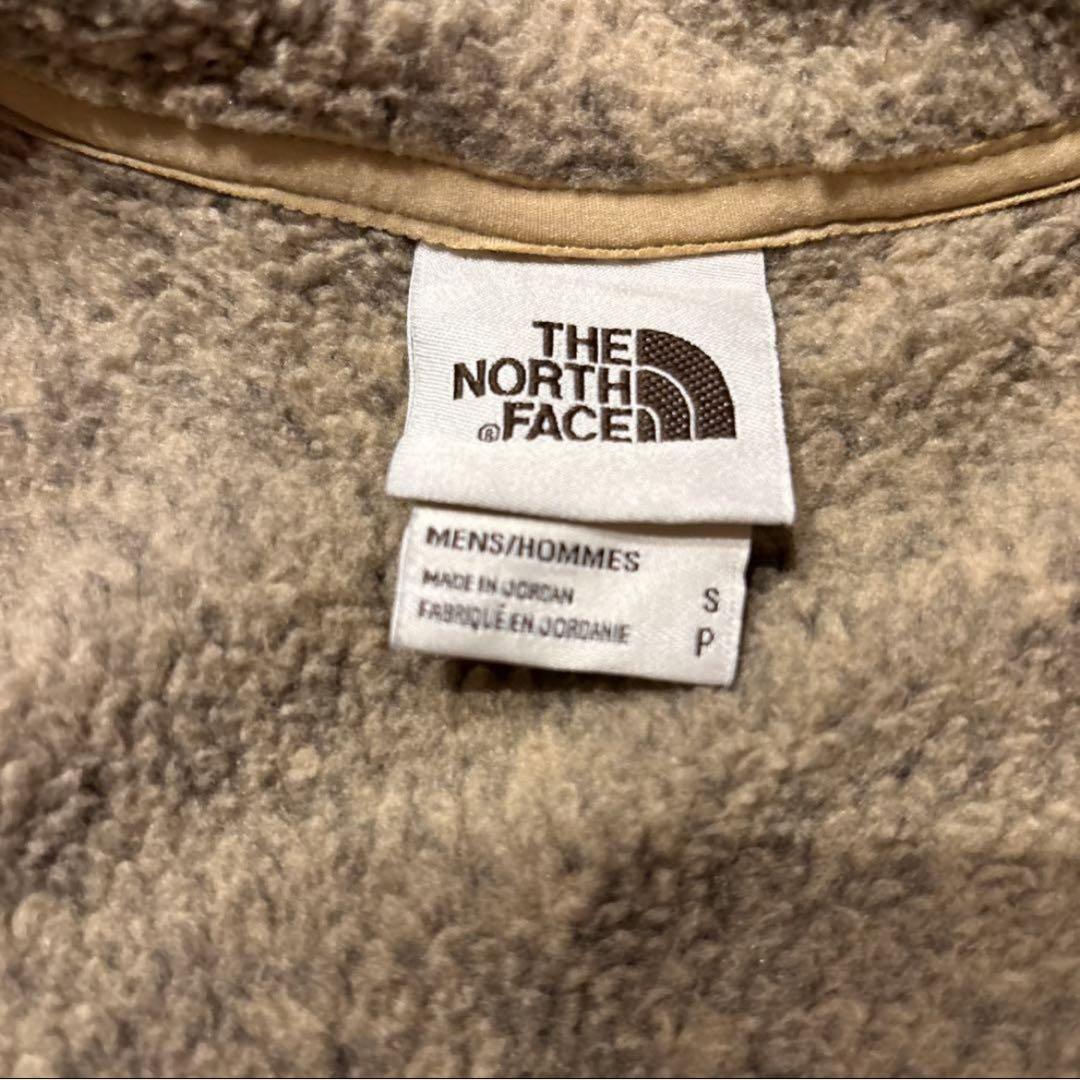 THE
NORTH
®FACE
MENS/HOMMES
MADE IN JORDAN
FABRIQUÉ EN JORDANIE
S
P